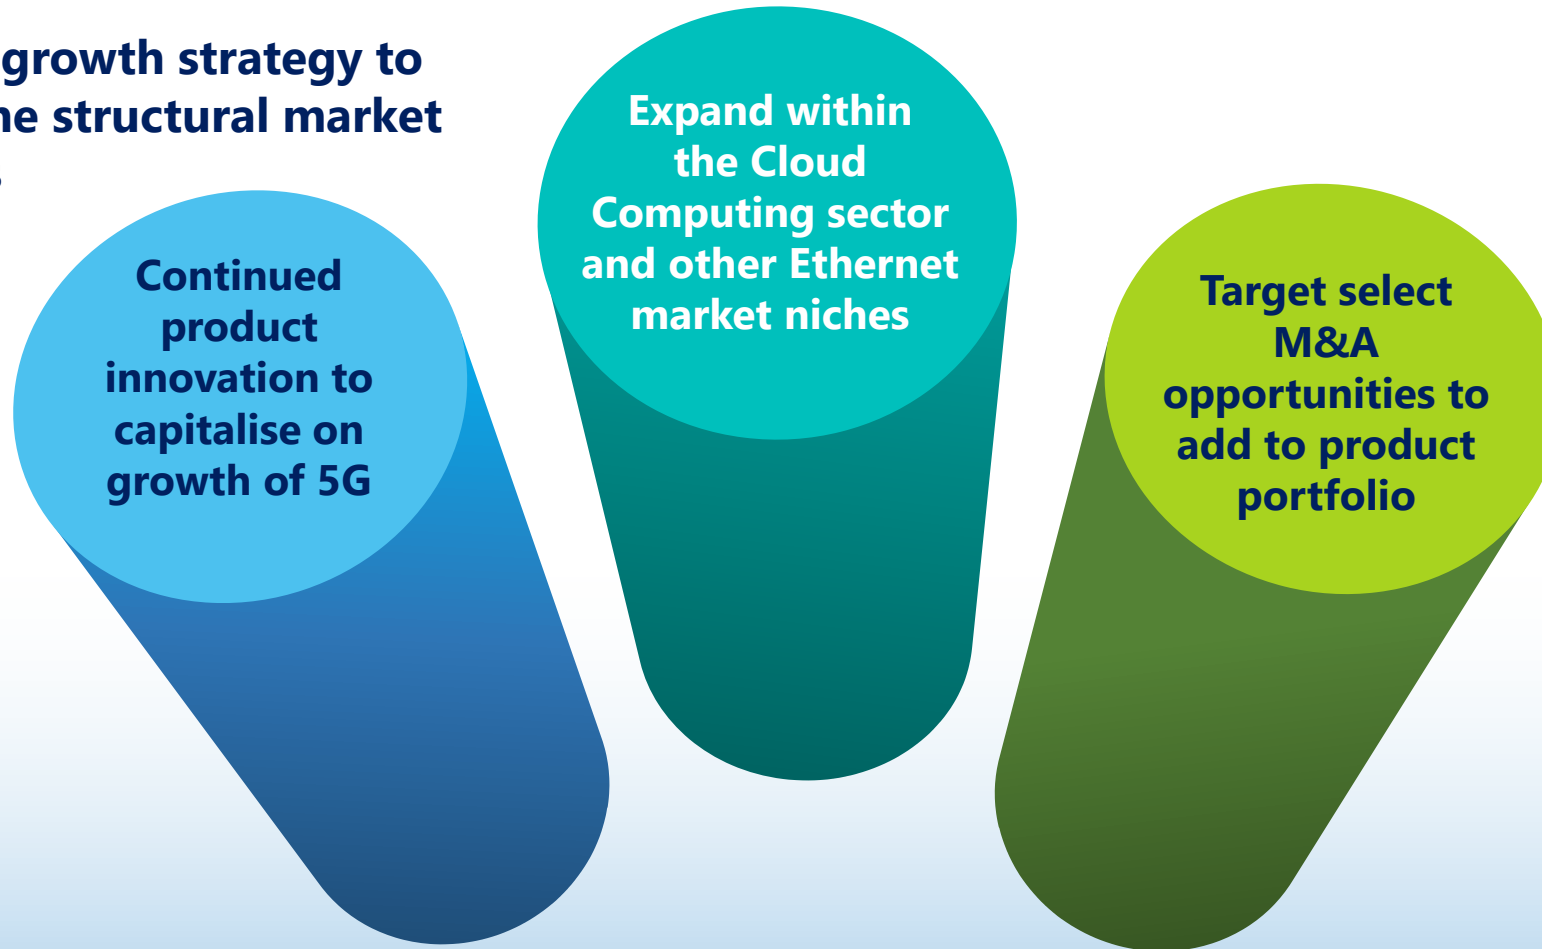 growth strategy to
structural market
Continued
product
innovation to
capitalise on
growth of 5G
Expand within
the Cloud
Computing sector
and other Ethernet
market niches
Target select
M&A
opportunities to
add to product
portfolio